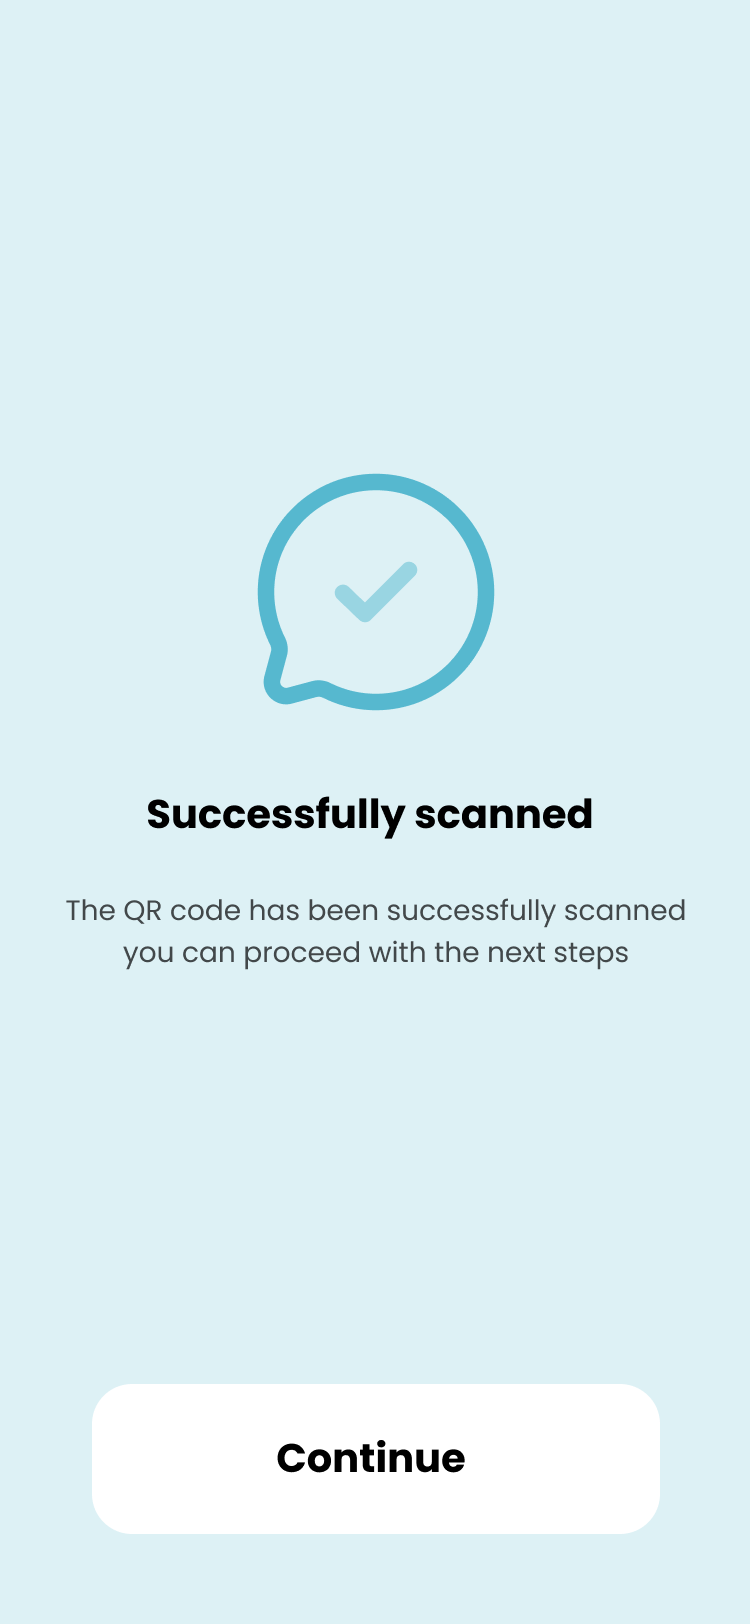 Successfully scanned
The QR code has been successfully scanned
you can proceed with the next steps
Continue